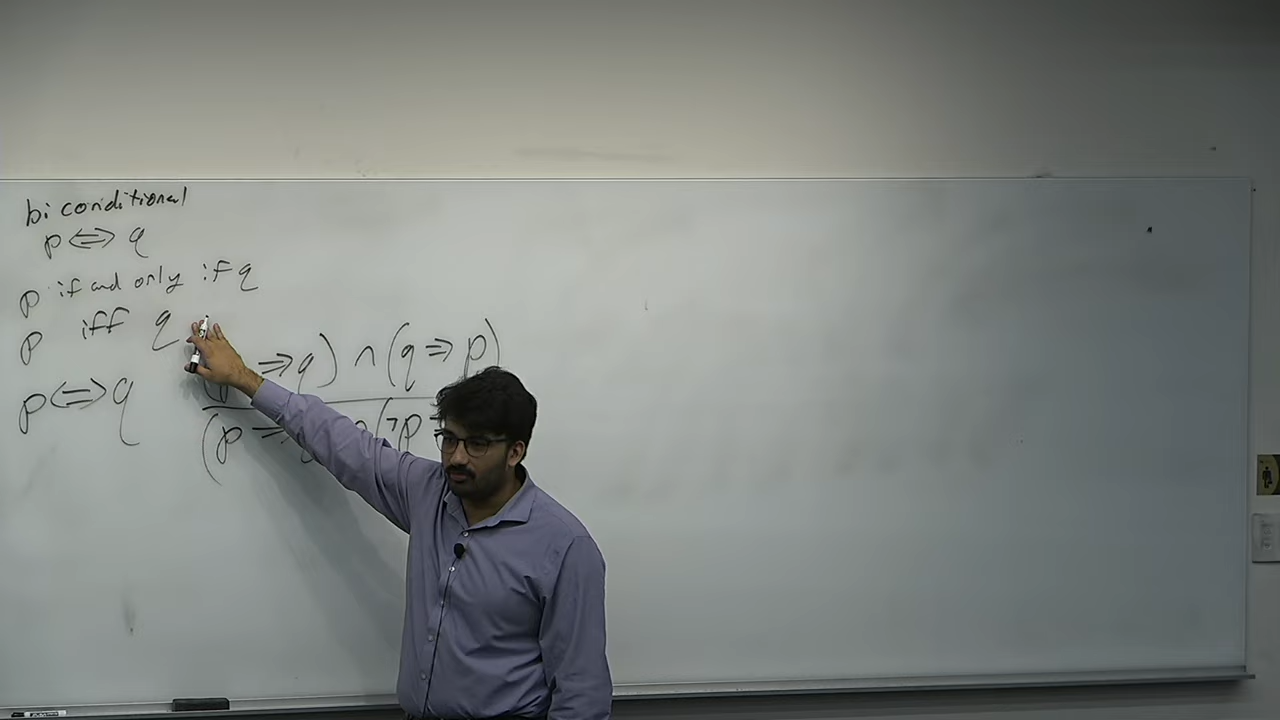 bi conditional
p <=> q
p if and only if q
p iff q
p <=> q
=> q) ∧ (q => p)
(p => ∧ (¬p =